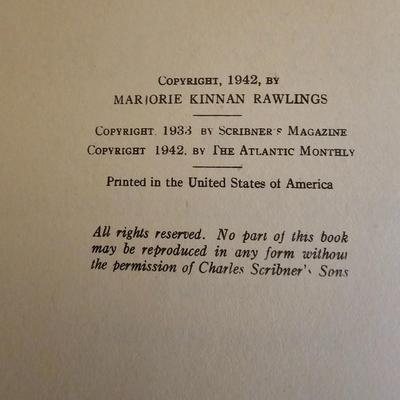 Copyright, 1942, by
MARJORIE KINNAN RAWLINGS
Copyright 1933 by Scribner's Magazine
Copyright 1942, by The Atlantic Monthly
Printed in the United States of America
All rights reserved. No part of this book
may be reproduced in any form without
the permission of Charles Scribner's Sons